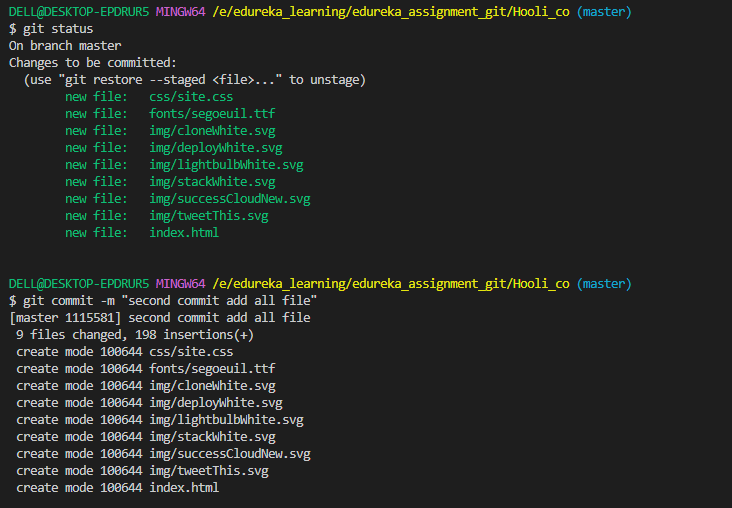 DELL@DESKTOP-EPDRUR5 MINGW64 /e/edureka_learning/edureka_assignment_git/Hooli_co (master)
$ git status
On branch master
Changes to be committed:
  (use "git restore --staged <file>..." to unstage)
        new file:   css/site.css
        new file:   fonts/segoeuil.ttf
        new file:   img/cloneWhite.svg
        new file:   img/deployWhite.svg
        new file:   img/lightbulbWhite.svg
        new file:   img/stackWhite.svg
        new file:   img/successCloudNew.svg
        new file:   img/tweetThis.svg
        new file:   index.html
DELL@DESKTOP-EPDRUR5 MINGW64 /e/edureka_learning/edureka_assignment_git/Hooli_co (master)
$ git commit -m "second commit add all file"
[master 1115581] second commit add all file
 9 files changed, 198 insertions(+)
 create mode 100644 css/site.css
 create mode 100644 fonts/segoeuil.ttf
 create mode 100644 img/cloneWhite.svg
 create mode 100644 img/deployWhite.svg
 create mode 100644 img/lightbulbWhite.svg
 create mode 100644 img/stackWhite.svg
 create mode 100644 img/successCloudNew.svg
 create mode 100644 img/tweetThis.svg
 create mode 100644 index.html